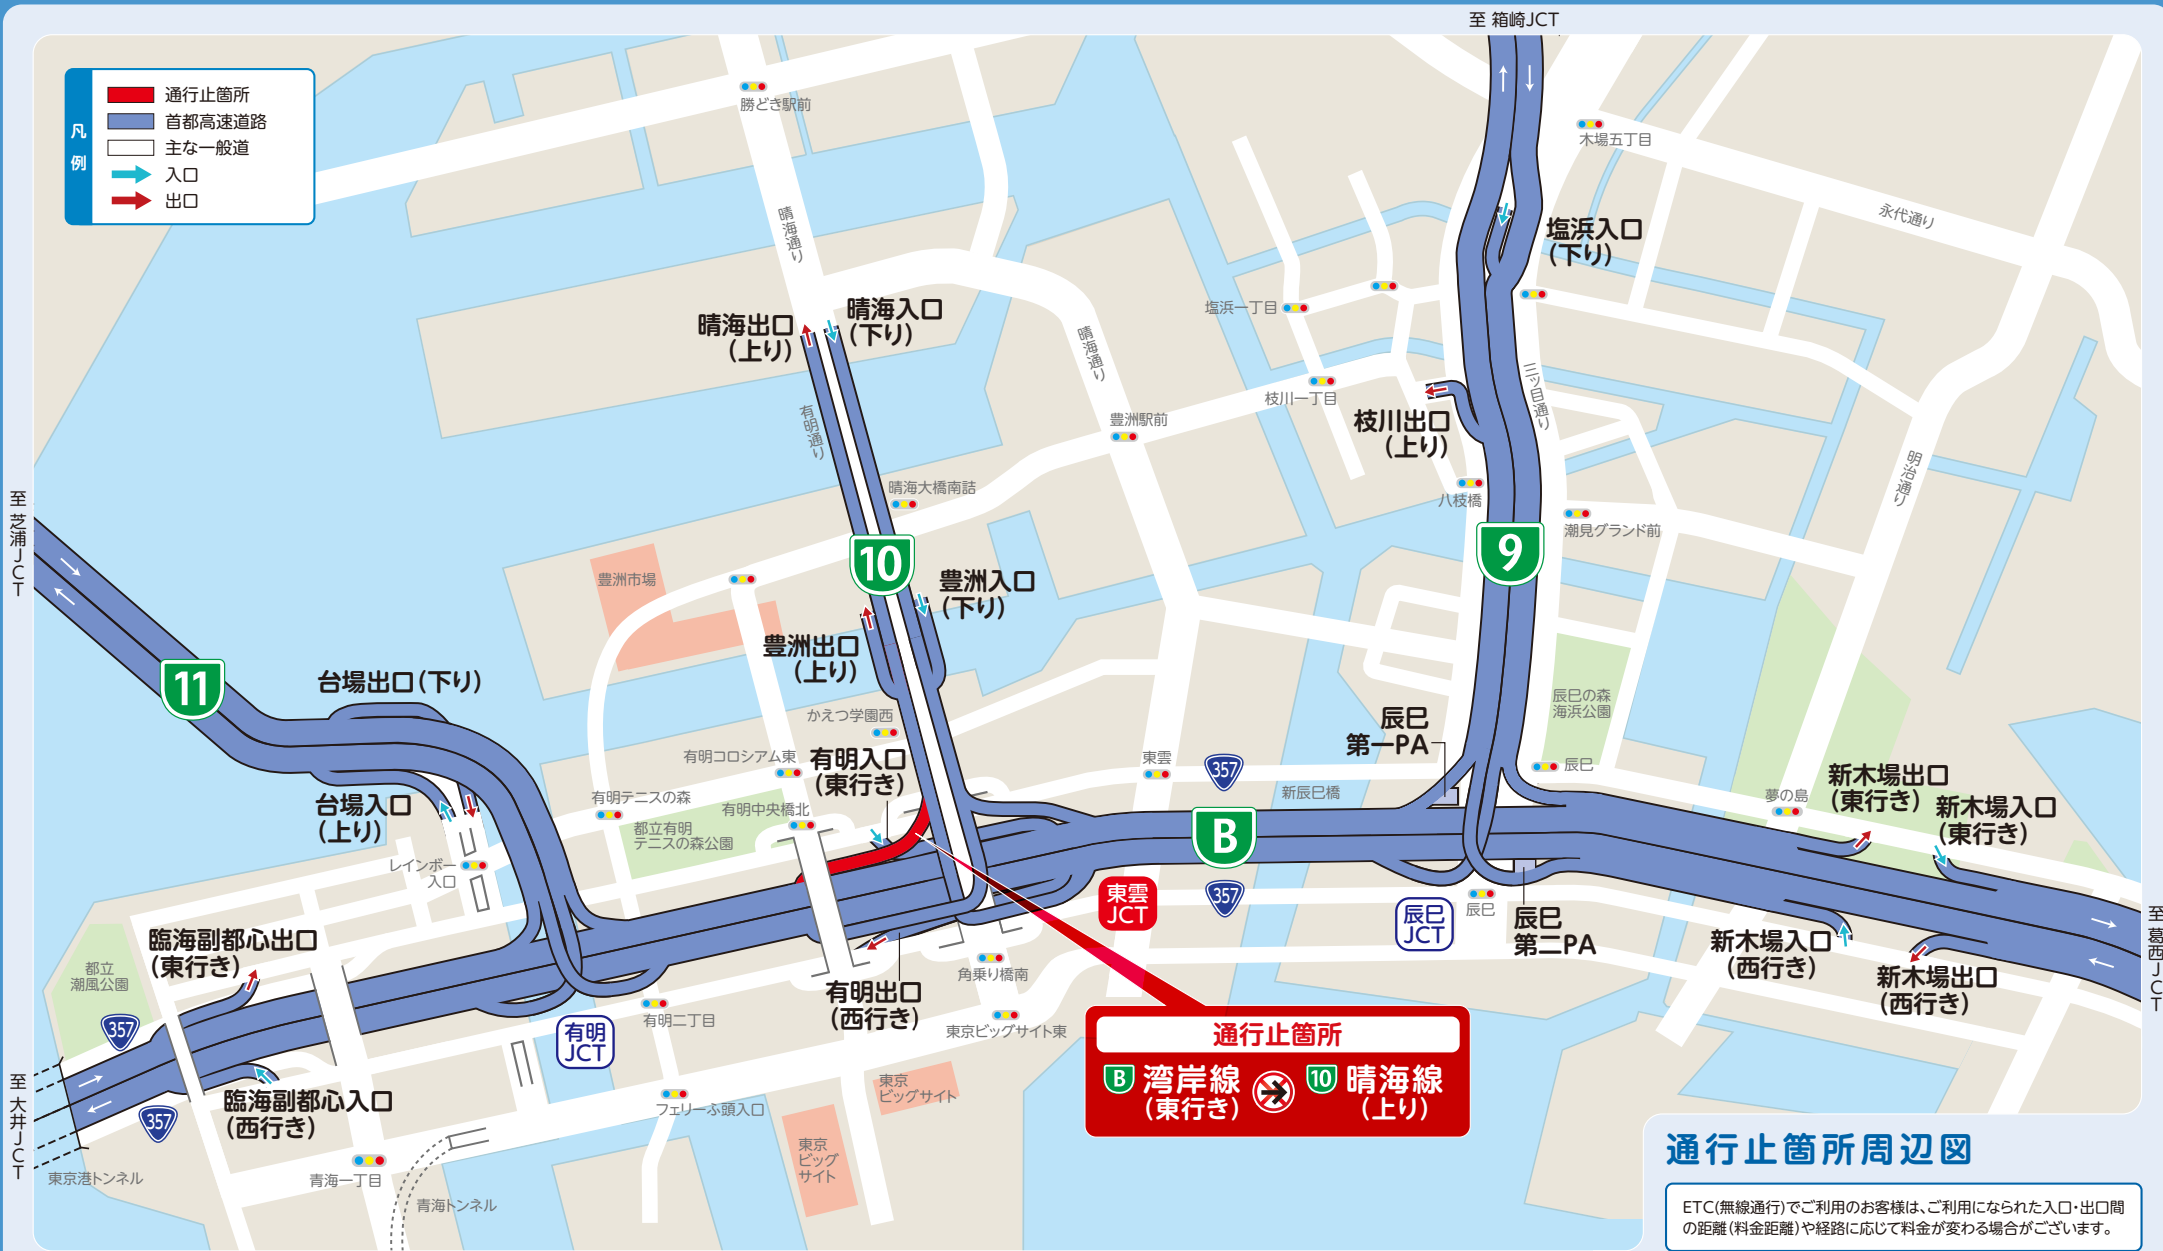 至 箱崎JCT
凡例
通行止箇所
首都高速道路
主な一般道
入口
出口
勝どき駅前
木場五丁目
晴海通り
永代通り
塩浜入口
(下り)
塩浜一丁目
晴海出口
(上り)
晴海入口
(下り)
晴海通り
三ッ目通り
枝川一丁目
枝川出口
(上り)
有明通り
豊洲駅前
明治通り
晴海大橋南詰
八枝橋
潮見グランド前
至 芝浦JCT
10
9
豊洲市場
豊洲入口
(下り)
豊洲出口
(上り)
11
台場出口(下り)
辰巳の森
海浜公園
かえつ学園西
辰巳
第一PA
有明コロシアム東
有明入口
(東行き)
東雲
357
辰巳
新辰巳橋
新木場出口
(東行き)
新木場入口
(東行き)
夢の島
有明テニスの森
有明中央橋北
台場入口
(上り)
都立有明
テニスの森公園
B
レインボー
入口
東雲
JCT
357
辰巳
JCT
辰巳
辰巳
第二PA
新木場入口
(西行き)
新木場出口
(西行き)
至 葛西JCT
臨海副都心出口
(東行き)
都立
潮風公園
角乗り橋南
有明出口
(西行き)
357
有明
JCT
有明二丁目
東京ビッグサイト東
通行止箇所
B 湾岸線
(東行き)
10 晴海線
(上り)
至 大井JCT
357
臨海副都心入口
(西行き)
フェリーふ頭入口
東京
ビッグサイト
東京
ビッグ
サイト
東京港トンネル
青海一丁目
青海トンネル
通行止箇所周辺図
ETC(無線通行)でご利用のお客様は、ご利用になられた入口・出口間
の距離(料金距離)や経路に応じて料金が変わる場合がございます。